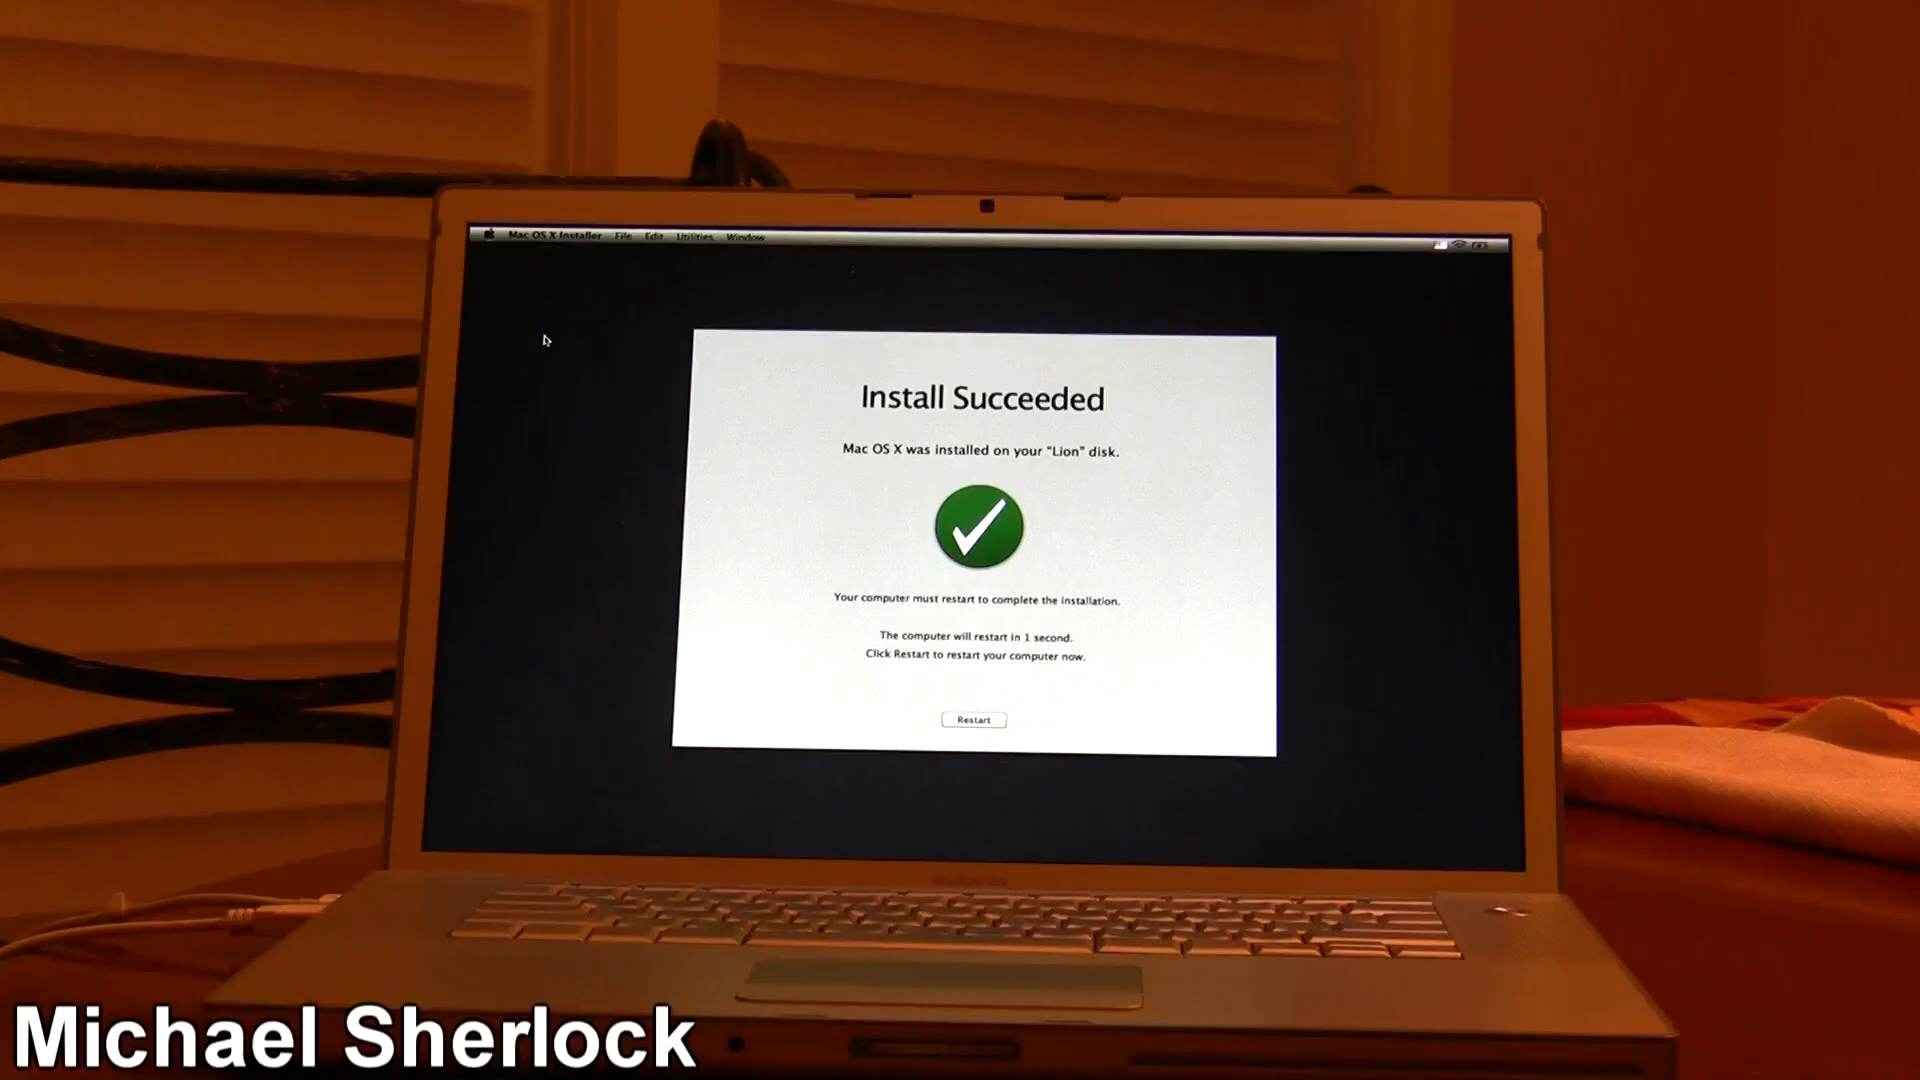 Mac OS X Installer File Edit Utilities Window
Install Succeeded
Mac OS X was installed on your "Lion" disk.
Your computer must restart to complete the installation.
The computer will restart in 1 second.
Click Restart to restart your computer now.
Restart
Michael Sherlock